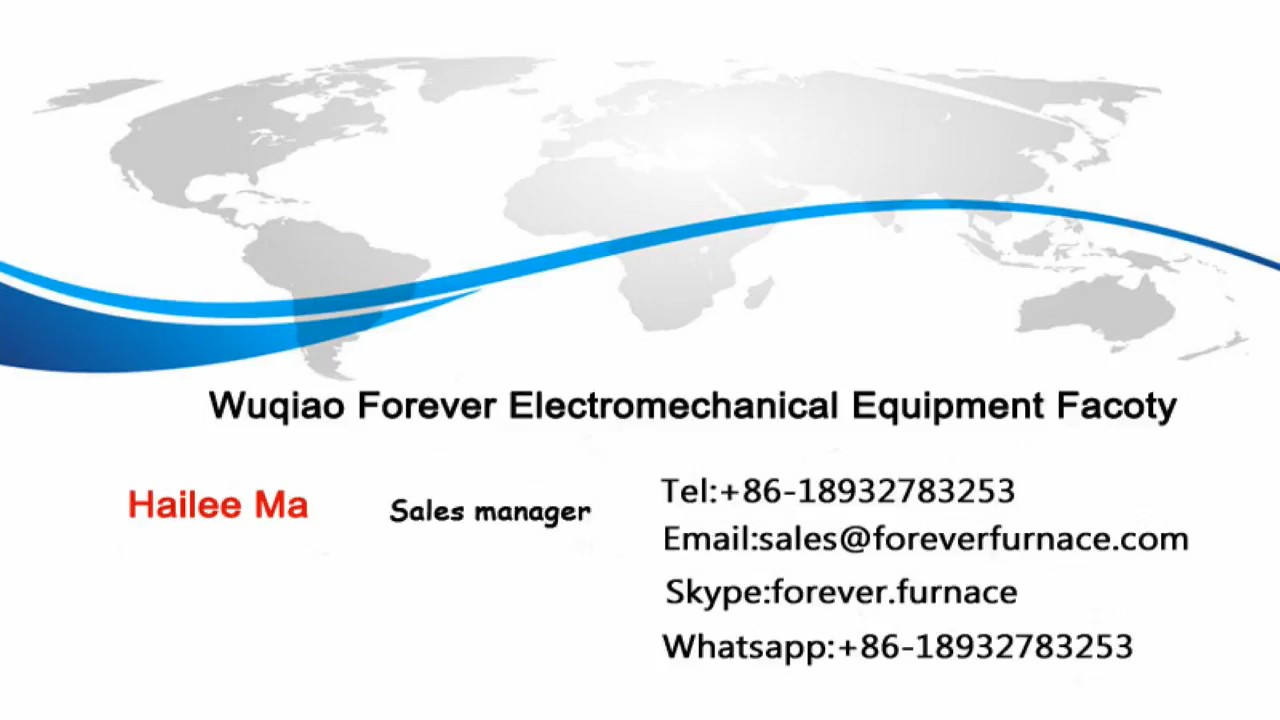 Wuqiao Forever Electromechanical Equipment Facoty
Hailee Ma
Sales manager
Tel:+86-18932783253
Email:sales@foreverfurnace.com
Skype:forever.furnace
Whatsapp:+86-18932783253